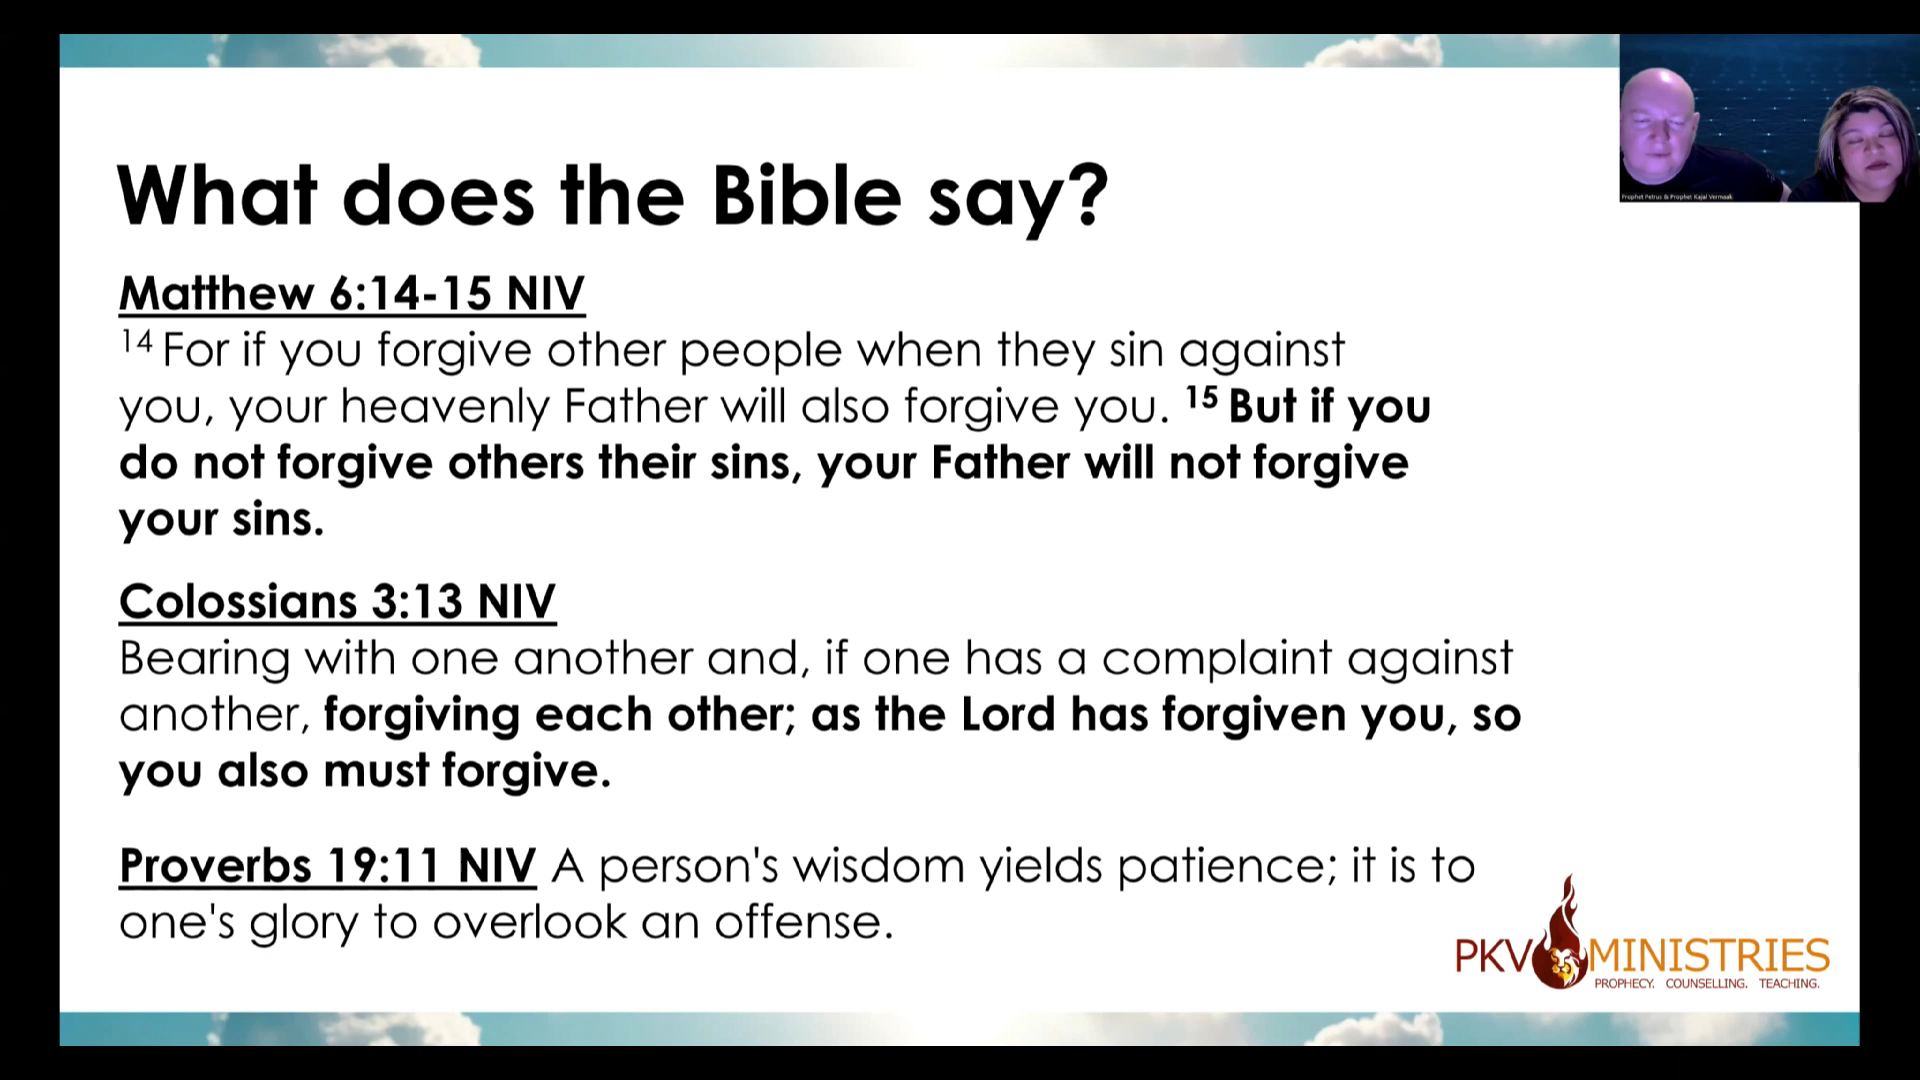 What does the Bible say?
Prophet Petrus & Prophet Kajal Vermaak
Matthew 6:14-15 NIV
14 For if you forgive other people when they sin against
you, your heavenly Father will also forgive you. 15 But if you
do not forgive others their sins, your Father will not forgive
your sins.
Colossians 3:13 NIV
Bearing with one another and, if one has a complaint against
another, forgiving each other; as the Lord has forgiven you, so
you also must forgive.
Proverbs 19:11 NIV A person's wisdom yields patience; it is to
one's glory to overlook an offense.
PKV MINISTRIES
PROPHECY. COUNSELLING. TEACHING.